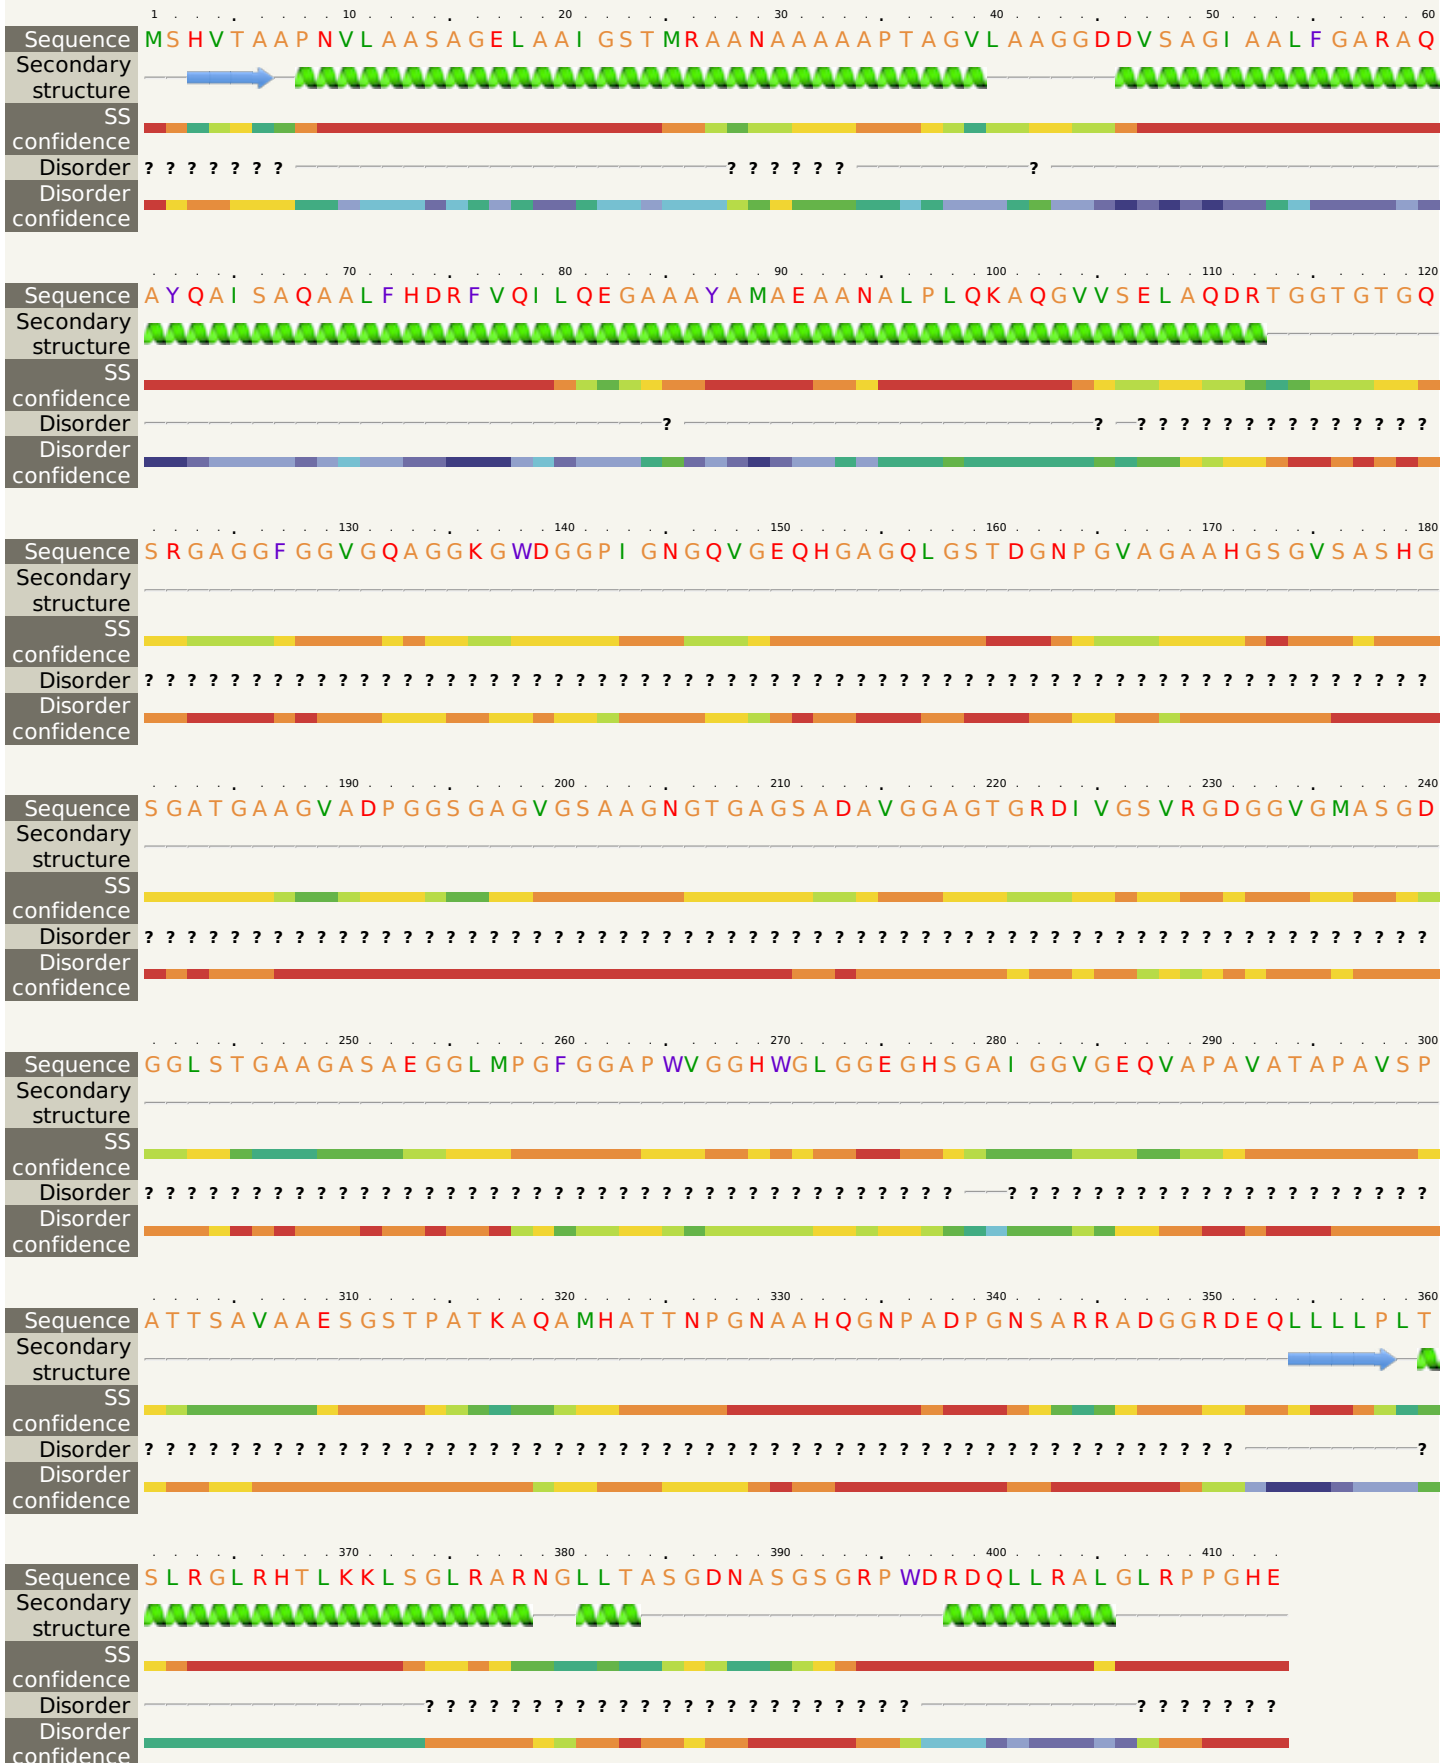 1 10 20 30 40 50 60
Sequence MSHVTAAPNVLAASAGELAAIGSTMRAANAAAAAPTAGVLAAGGDDVSAGIAALFGARAQ
Secondary
structure
SS
confidence
Disorder ??????? ?????? ?
Disorder
confidence
70 80 90 100 110 120
Sequence AYQAISAQAALFHDRFVQILQEGAAAYAMAEAANALPLQKAQGVVSELAQDRTGGTGTGQ
Secondary
structure
SS
confidence
Disorder ? ? ??????????????
Disorder
confidence
130 140 150 160 170 180
Sequence SRGAGGFGGVGQAGGKGWDGGPIGNGQVGEQHGAGQLGSTDGNPGVAGAAHGSGVSASHG
Secondary
structure
SS
confidence
Disorder ????????????????????????????????????????????????????????????
Disorder
confidence
190 200 210 220 230 240
Sequence SGATGAAGVADPGGSGAGVGSAAGNGTGAGSADAVGGAGTGRDIVGSVRGDGGVGMASGD
Secondary
structure
SS
confidence
Disorder ????????????????????????????????????????????????????????????
Disorder
confidence
250 260 270 280 290 300
Sequence GGLSTGAAGASAEGGLMPGFGGAPWVGGHWGLGGEGHSGAIGGVGEQVAPAVATAPAVSP
Secondary
structure
SS
confidence
Disorder ?????????????????????????????????????? ????????????????????
Disorder
confidence
310 320 330 340 350 360
Sequence ATTSAVAAESGSTPATKAQAMHATTNPGNAAHQGNPADPGNSARRADGGRDEQLLLLPLT
Secondary
structure
SS
confidence
Disorder ??????????????????????????????????????????????????? ?
Disorder
confidence
370 380 390 400 410
Sequence SLRGLRHTLKKLSGLRARNGLLTASGDNASGSGRPWDRDQLLRALGLRPPGHE
Secondary
structure
SS
confidence
Disorder ??????????????????????? ???????
Disorder
confidence